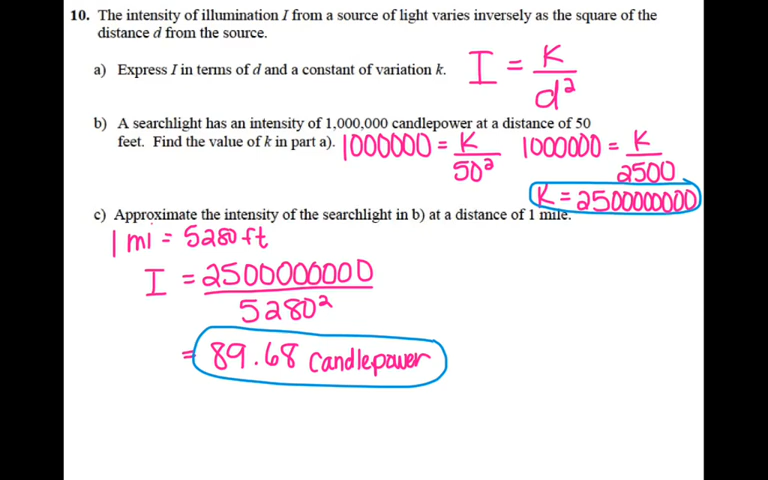 10. The intensity of illumination I from a source of light varies inversely as the square of the
distance d from the source.
a) Express I in terms of d and a constant of variation k. I = K/d²
b) A searchlight has an intensity of 1,000,000 candlepower at a distance of 50
feet. Find the value of k in part a). 1000000 = K/50² 1000000 = K/2500
K = 2500000000
c) Approximate the intensity of the searchlight in b) at a distance of 1 mile.
1 mi = 5280 ft
I = 2500000000/5280²
= 89.68 candlepower